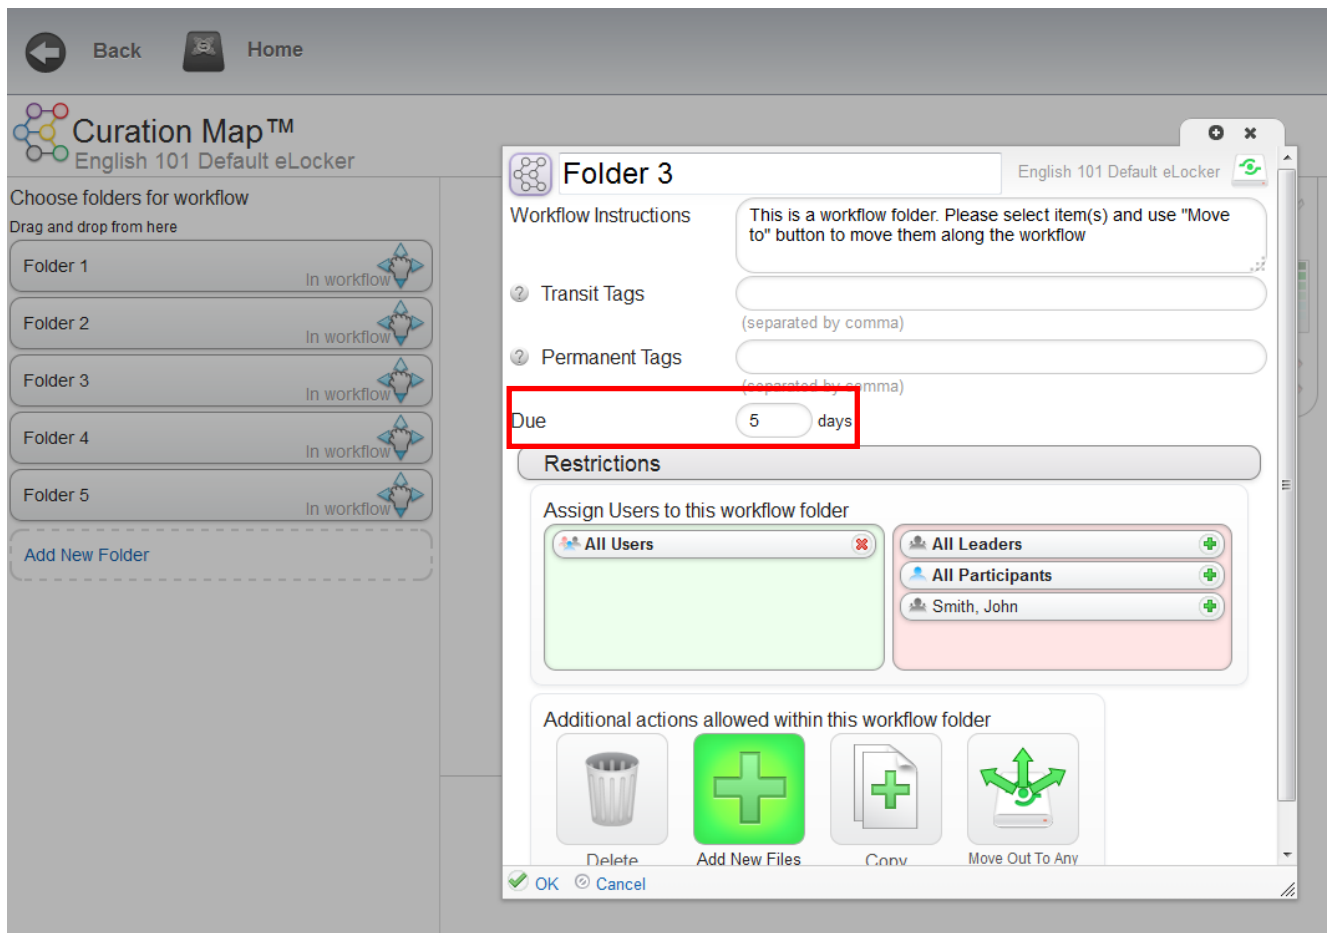 Back
Home
Curation Map™
English 101 Default eLocker
Choose folders for workflow
Drag and drop from here
Folder 1
In workflow
Folder 2
In workflow
Folder 3
In workflow
Folder 4
In workflow
Folder 5
In workflow
Add New Folder
Folder 3
English 101 Default eLocker
Workflow Instructions
This is a workflow folder. Please select item(s) and use "Move
to" button to move them along the workflow
? Transit Tags
(separated by comma)
? Permanent Tags
(separated by comma)
Due 5 days
Restrictions
Assign Users to this workflow folder
All Users
All Leaders
All Participants
Smith, John
Additional actions allowed within this workflow folder
Delete
Add New Files
Copy
Move Out To Any
OK
Cancel